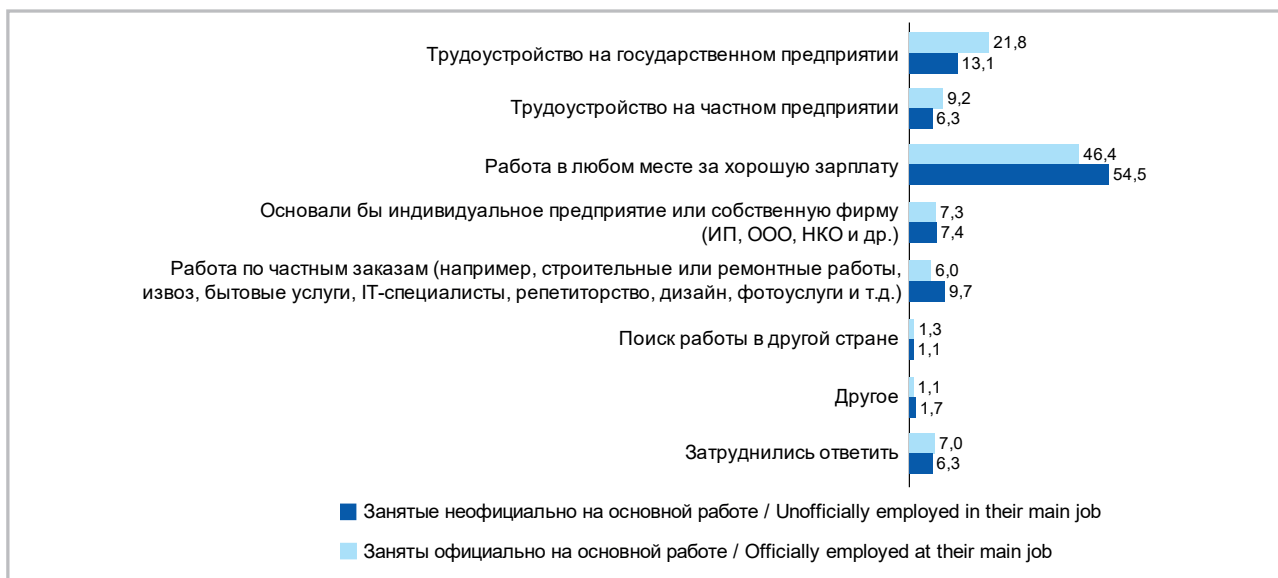 Трудоустройство на государственном предприятии
21,8
13,1
Трудоустройство на частном предприятии
9,2
6,3
Работа в любом месте за хорошую зарплату
46,4
54,5
Основали бы индивидуальное предприятие или собственную фирму
(ИП, ООО, НКО и др.)
7,3
7,4
Работа по частным заказам (например, строительные или ремонтные работы,
извоз, бытовые услуги, IT-специалисты, репетиторство, дизайн, фотоуслуги и т.д.)
6,0
9,7
Поиск работы в другой стране
1,3
1,1
Другое
1,1
1,7
Затруднились ответить
7,0
6,3
Занятые неофициально на основной работе / Unofficially employed in their main job
Заняты официально на основной работе / Officially employed at their main job